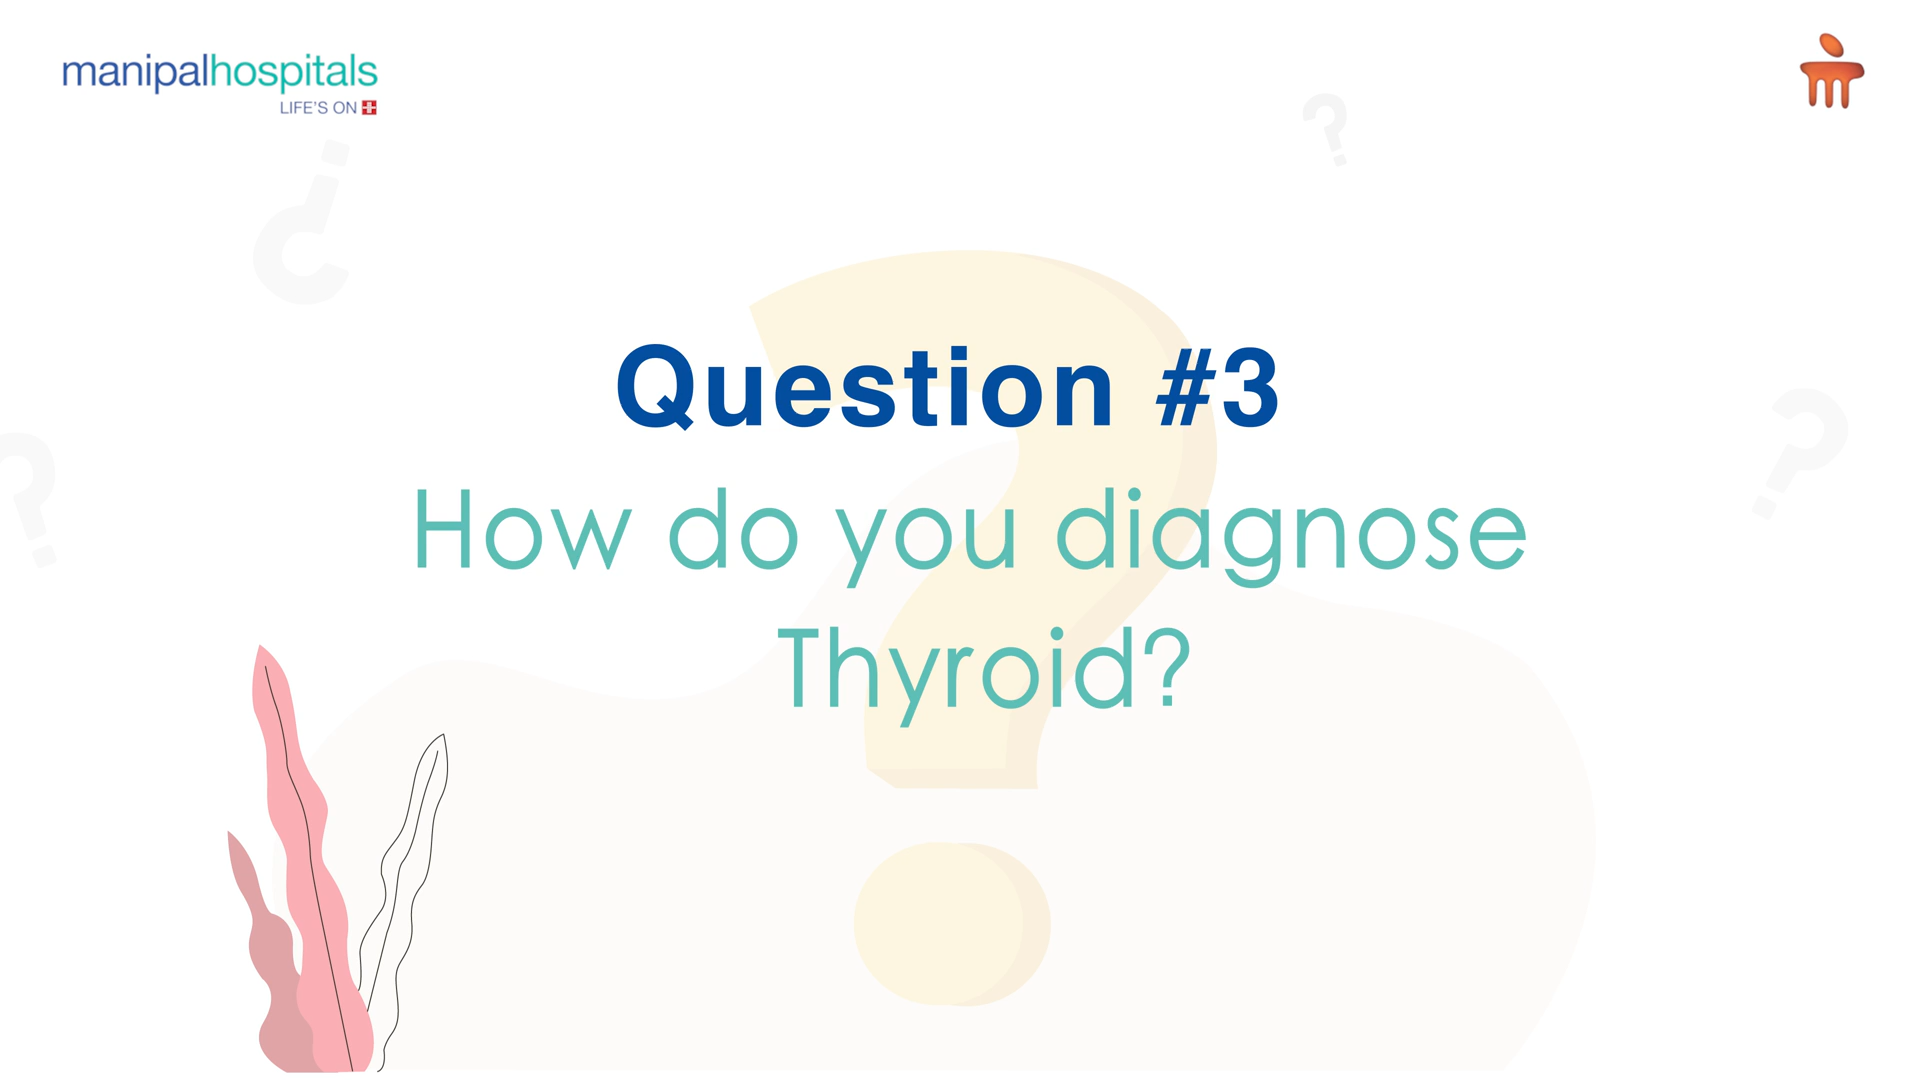 manipalhospitals
LIFE'S ON
Question #3
How do you diagnose
Thyroid?